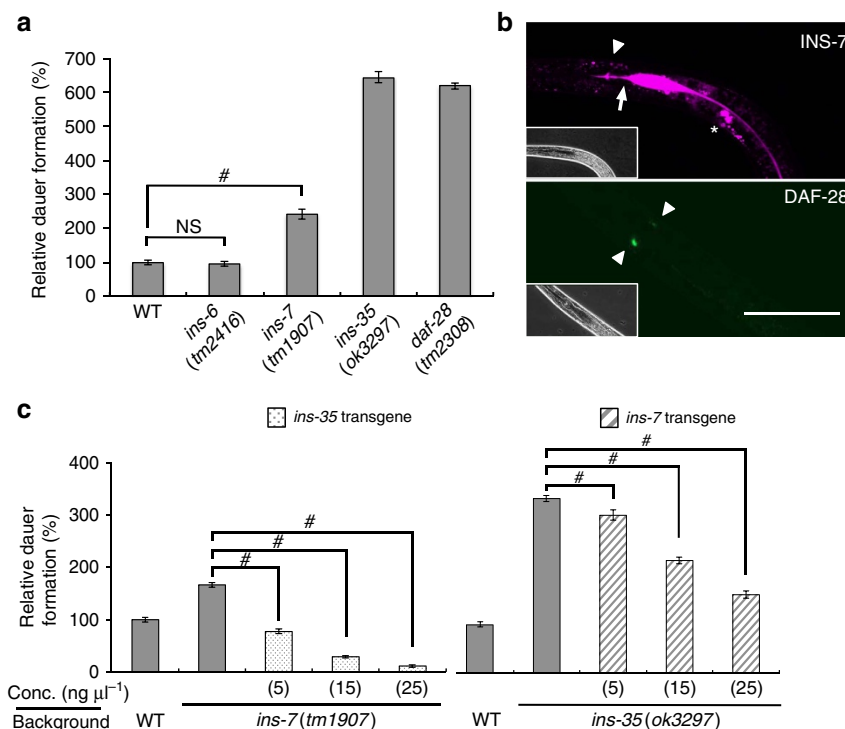 a
Relative dauer formation (%)
700
600
500
400
300
200
100
0
#
NS
WT
ins-6
(tm2416)
ins-7
(tm1907)
ins-35
(ok3297)
daf-28
(tm2308)
b
INS-7
*
DAF-28
c
ins-35 transgene
ins-7 transgene
Relative dauer
formation (%)
400
300
200
100
0
#
#
#
#
#
#
Conc. (ng µl−1)
(5) (15) (25)
(5) (15) (25)
Background
WT
ins-7(tm1907)
WT
ins-35(ok3297)